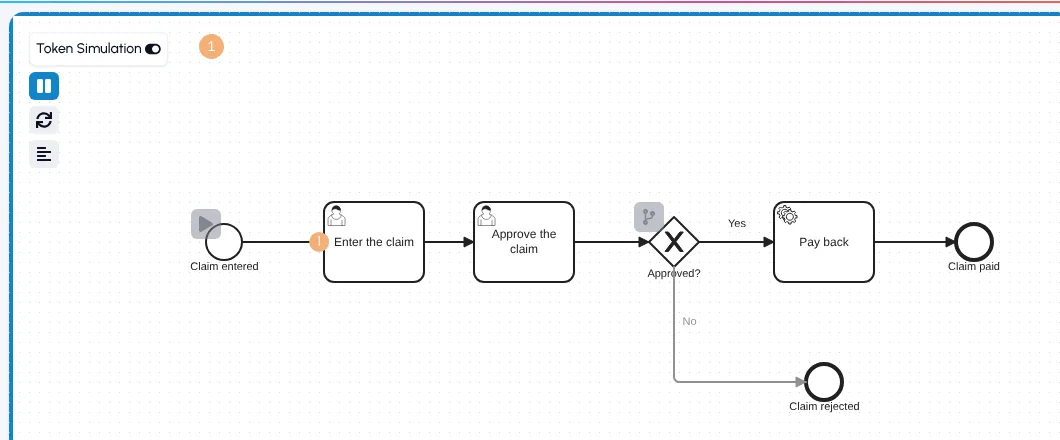 Token Simulation
1
Enter the claim
Approve the
claim
Yes
Pay back
Claim entered
Approved?
Claim paid
No
Claim rejected